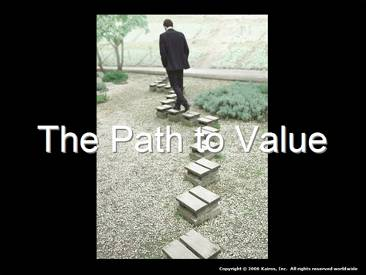 The Path to Value
Copyright © 2006 Kairos, Inc. All rights reserved worldwide